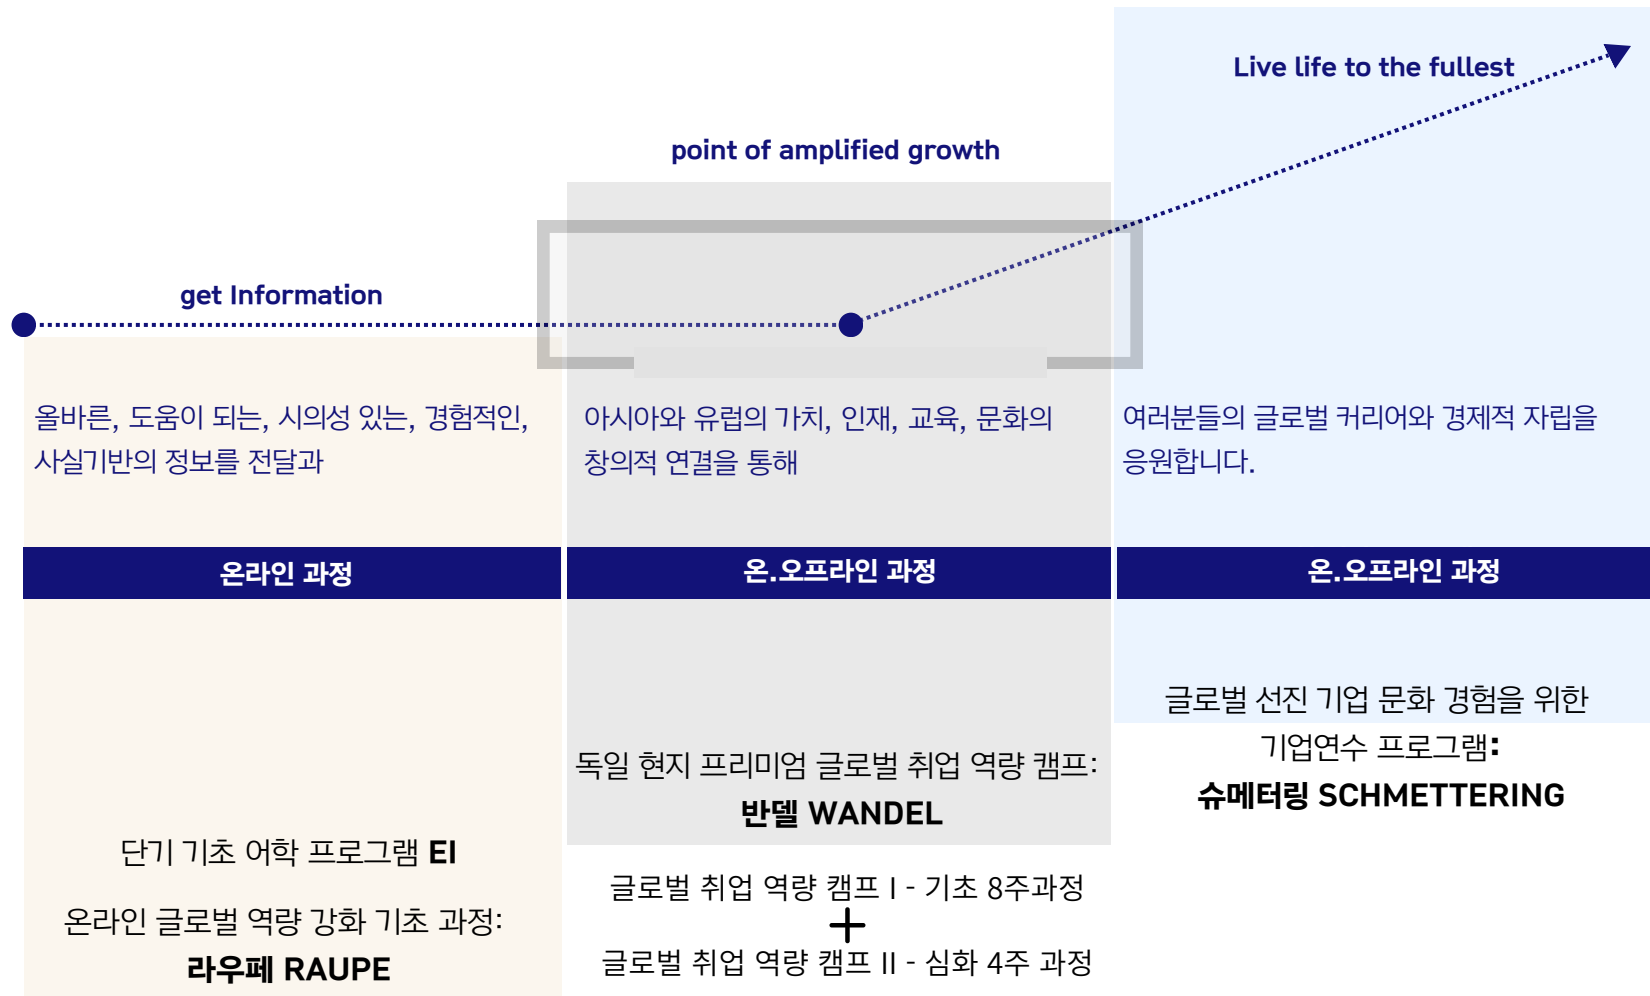 Live life to the fullest
point of amplified growth
get Information
올바른, 도움이 되는, 시의성 있는, 경험적인,
사실기반의 정보를 전달과
아시아와 유럽의 가치, 인재, 교육, 문화의
창의적 연결을 통해
여러분들의 글로벌 커리어와 경제적 자립을
응원합니다.
온라인 과정
온.오프라인 과정
온.오프라인 과정
단기 기초 어학 프로그램 EI
온라인 글로벌 역량 강화 기초 과정:
라우페 RAUPE
독일 현지 프리미엄 글로벌 취업 역량 캠프:
반델 WANDEL
글로벌 취업 역량 캠프 I - 기초 8주과정
+
글로벌 취업 역량 캠프 II - 심화 4주 과정
글로벌 선진 기업 문화 경험을 위한
기업연수 프로그램:
슈메터링 SCHMETTERING